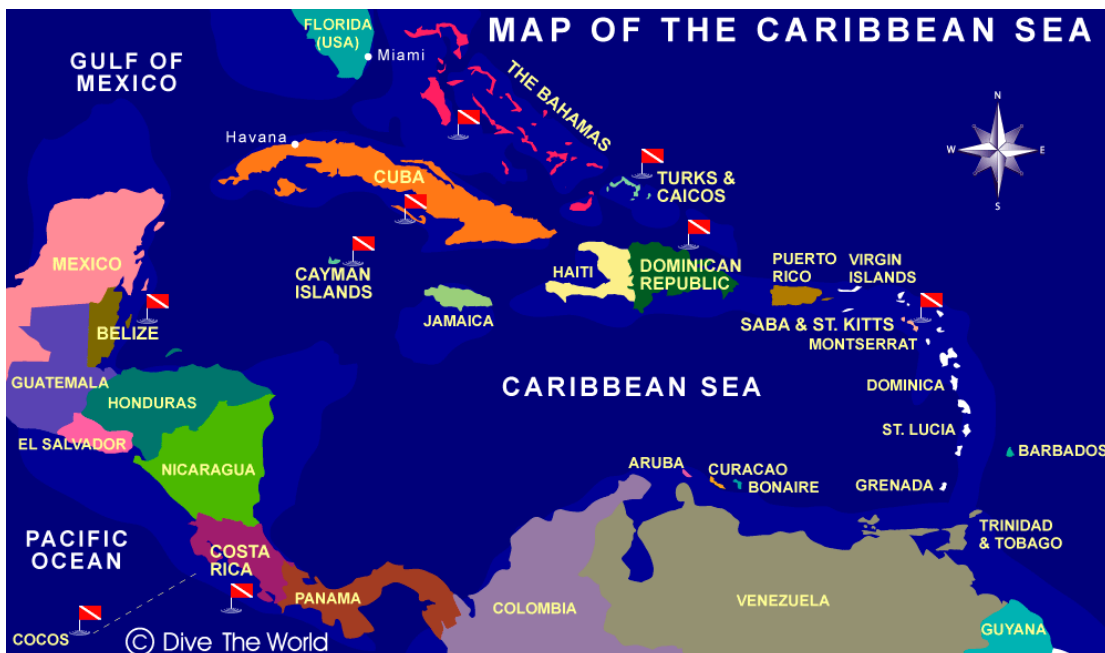 MAP OF THE CARIBBEAN SEA
FLORIDA
(USA)
Miami
GULF OF
MEXICO
THE BAHAMAS
N
W
E
S
Havana
CUBA
TURKS &
CAICOS
MEXICO
CAYMAN
ISLANDS
HAITI
DOMINICAN
REPUBLIC
PUERTO
RICO
VIRGIN
ISLANDS
JAMAICA
BELIZE
SABA & ST. KITTS
MONTSERRAT
GUATEMALA
HONDURAS
CARIBBEAN SEA
DOMINICA
EL SALVADOR
ST. LUCIA
BARBADOS
NICARAGUA
ARUBA
CURACAO
BONAIRE
GRENADA
PACIFIC
OCEAN
COSTA
RICA
TRINIDAD
& TOBAGO
PANAMA
COLOMBIA
VENEZUELA
COCOS
© Dive The World
GUYANA